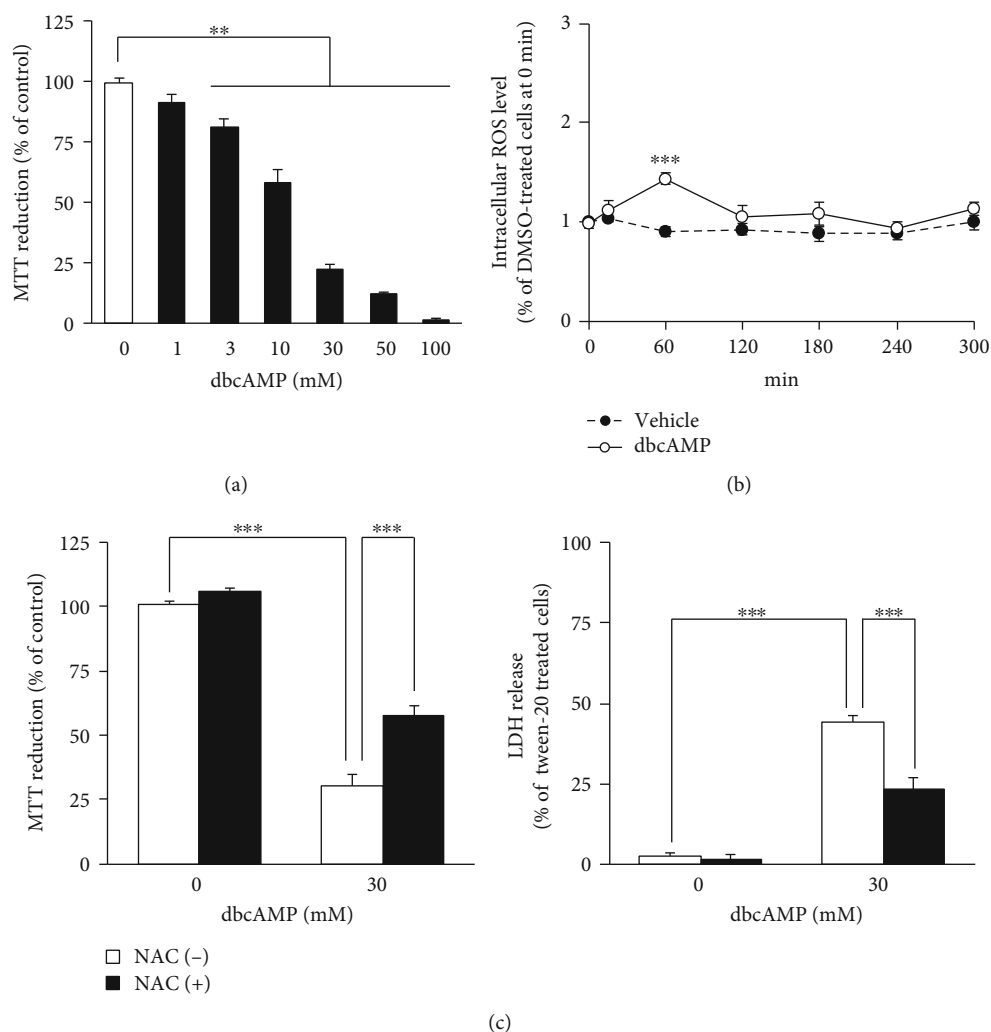 125
100
75
50
25
0
MTT reduction (% of control)
**
0 1 3 10 30 50 100
dbcAMP (mM)
(a)
3
2
1
0
Intracellular ROS level
(% of DMSO-treated cells at 0 min)
***
0 60 120 180 240 300
min
Vehicle
dbcAMP
(b)
125
100
75
50
25
0
MTT reduction (% of control)
*** ***
0 30
dbcAMP (mM)
NAC (–)
NAC (+)
100
75
50
25
0
LDH release
(% of tween-20 treated cells)
*** ***
0 30
dbcAMP (mM)
(c)